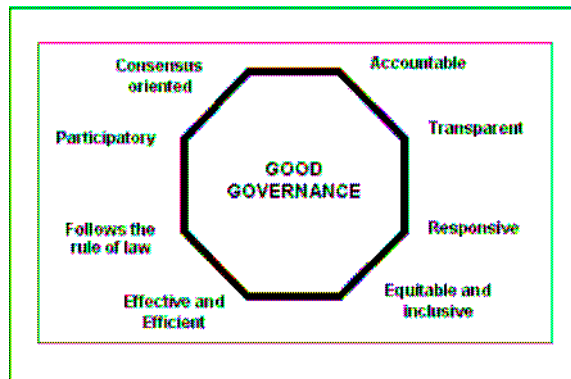 Consensus
oriented
Accountable
Participatory
Transparent
GOOD
GOVERNANCE
Follows the
rule of law
Responsive
Effective and
Efficient
Equitable and
inclusive